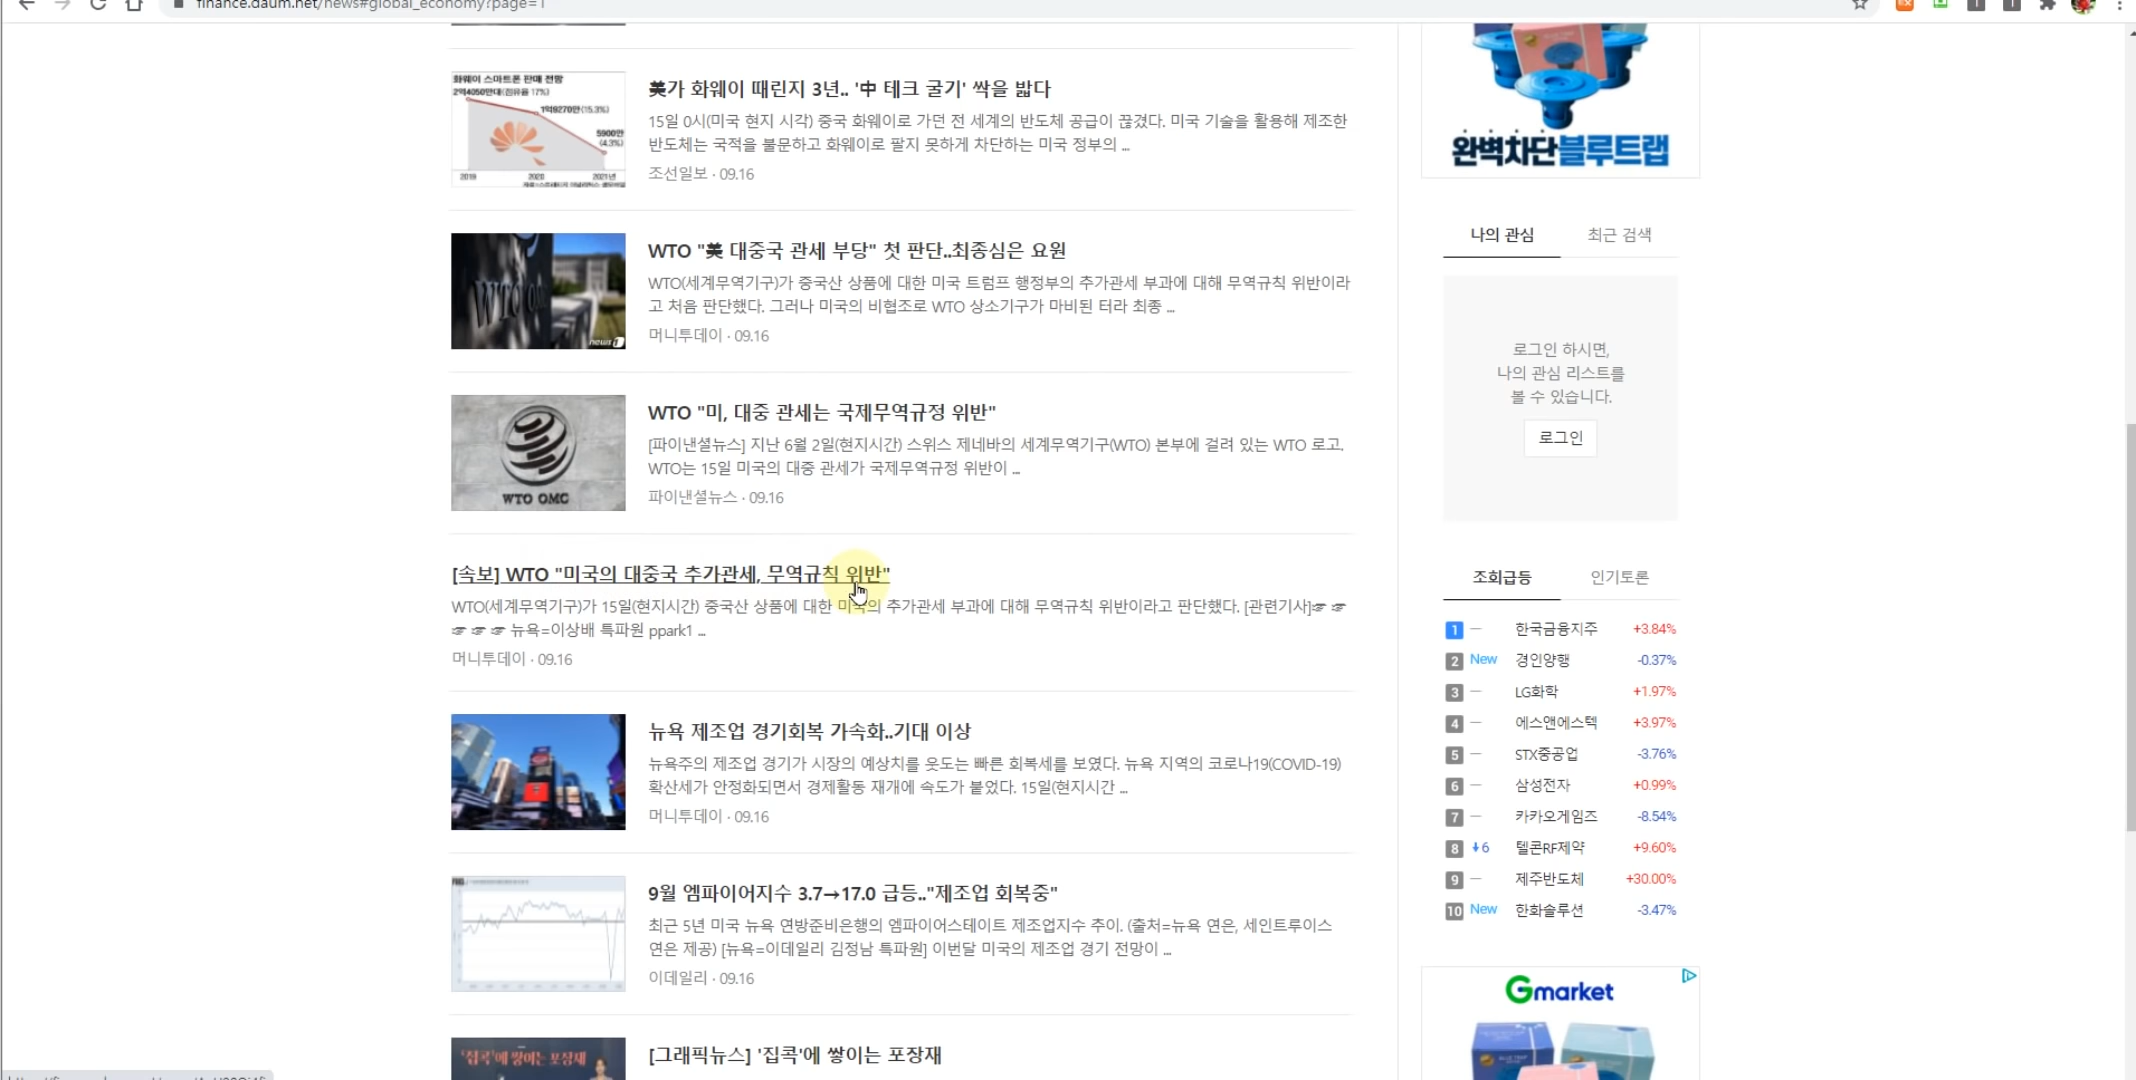 finance.daum.net/news#global_economy?page=1
화웨이 스마트폰 판매 전망
2억4050만대(점유율 17%)
1억9270만(15.3%)
5900만
(4.3%)
2019 2020 2021년
美가 화웨이 때린지 3년.. '中 테크 굴기' 싹을 밟다
15일 0시(미국 현지 시각) 중국 화웨이로 가던 전 세계의 반도체 공급이 끊겼다. 미국 기술을 활용해 제조한
반도체는 국적을 불문하고 화웨이로 팔지 못하게 차단하는 미국 정부의 ...
조선일보 · 09.16
WTO "美 대중국 관세 부당" 첫 판단..최종심은 요원
WTO(세계무역기구)가 중국산 상품에 대한 미국 트럼프 행정부의 추가관세 부과에 대해 무역규칙 위반이라
고 처음 판단했다. 그러나 미국의 비협조로 WTO 상소기구가 마비된 터라 최종 ...
머니투데이 · 09.16
news1
WTO OMC
WTO "미, 대중 관세는 국제무역규정 위반"
[파이낸셜뉴스] 지난 6월 2일(현지시간) 스위스 제네바의 세계무역기구(WTO) 본부에 걸려 있는 WTO 로고.
WTO는 15일 미국의 대중 관세가 국제무역규정 위반이 ...
파이낸셜뉴스 · 09.16
[속보] WTO "미국의 대중국 추가관세, 무역규칙 위반"
WTO(세계무역기구)가 15일(현지시간) 중국산 상품에 대한 미국의 추가관세 부과에 대해 무역규칙 위반이라고 판단했다. [관련기사]☞ ☞
☞ ☞ ☞ 뉴욕=이상배 특파원 ppark1 ...
머니투데이 · 09.16
뉴욕 제조업 경기회복 가속화..기대 이상
뉴욕주의 제조업 경기가 시장의 예상치를 웃도는 빠른 회복세를 보였다. 뉴욕 지역의 코로나19(COVID-19)
확산세가 안정화되면서 경제활동 재개에 속도가 붙었다. 15일(현지시간 ...
머니투데이 · 09.16
9월 엠파이어지수 3.7→17.0 급등.."제조업 회복중"
최근 5년 미국 뉴욕 연방준비은행의 엠파이어스테이트 제조업지수 추이. (출처=뉴욕 연은, 세인트루이스
연은 제공) [뉴욕=이데일리 김정남 특파원] 이번달 미국의 제조업 경기 전망이 ...
이데일리 · 09.16
'집콕'에 쌓이는 포장재
[그래픽뉴스] '집콕'에 쌓이는 포장재
완벽차단블루트랩
나의 관심 최근 검색
로그인 하시면,
나의 관심 리스트를
볼 수 있습니다.
로그인
조회급등 인기토론
1 － 한국금융지주 +3.84%
2 New 경인양행 -0.37%
3 － LG화학 +1.97%
4 － 에스앤에스텍 +3.97%
5 － STX중공업 -3.76%
6 － 삼성전자 +0.99%
7 － 카카오게임즈 -8.54%
8 ↓6 텔콘RF제약 +9.60%
9 － 제주반도체 +30.00%
10 New 한화솔루션 -3.47%
Gmarket